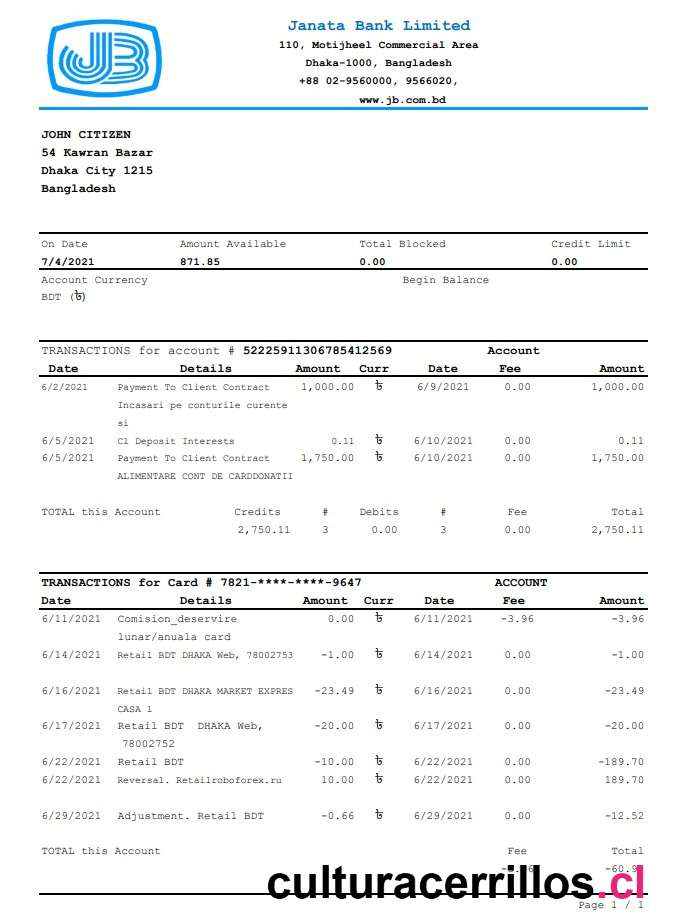 JB
Janata Bank Limited
110, Motijheel Commercial Area
Dhaka-1000, Bangladesh
+88 02-9560000, 9566020,
www.jb.com.bd
JOHN CITIZEN
54 Kawran Bazar
Dhaka City 1215
Bangladesh
On Date Amount Available Total Blocked Credit Limit
7/4/2021 871.85 0.00 0.00
Account Currency Begin Balance
BDT (৳)
TRANSACTIONS for account # 52225911306785412569 Account
Date Details Amount Curr Date Fee Amount
6/2/2021 Payment To Client Contract 1,000.00 ৳ 6/9/2021 0.00 1,000.00
Incasari pe conturile curente
si
6/5/2021 Cl Deposit Interests 0.11 ৳ 6/10/2021 0.00 0.11
6/5/2021 Payment To Client Contract 1,750.00 ৳ 6/10/2021 0.00 1,750.00
ALIMENTARE CONT DE CARDDONATII
TOTAL this Account Credits # Debits # Fee Total
2,750.11 3 0.00 3 0.00 2,750.11
TRANSACTIONS for Card # 7821-****-****-9647 ACCOUNT
Date Details Amount Curr Date Fee Amount
6/11/2021 Comision_deservire 0.00 ৳ 6/11/2021 -3.96 -3.96
lunar/anuala card
6/14/2021 Retail BDT DHAKA Web, 78002753 -1.00 ৳ 6/14/2021 0.00 -1.00
6/16/2021 Retail BDT DHAKA MARKET EXPRES -23.49 ৳ 6/16/2021 0.00 -23.49
CASA 1
6/17/2021 Retail BDT DHAKA Web, -20.00 ৳ 6/17/2021 0.00 -20.00
78002752
6/22/2021 Retail BDT -10.00 ৳ 6/22/2021 0.00 -189.70
6/22/2021 Reversal. Retailroboforex.ru 10.00 ৳ 6/22/2021 0.00 189.70
6/29/2021 Adjustment. Retail BDT -0.66 ৳ 6/29/2021 0.00 -12.52
TOTAL this Account Fee Total
culturacerrillos.cl
Page 1 / 1